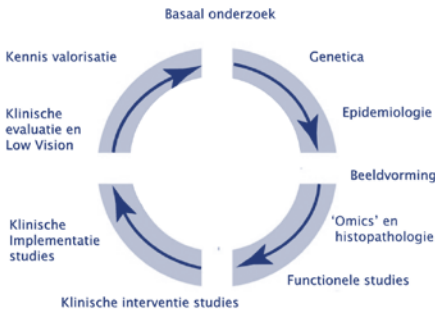 Basaal onderzoek
Genetica
Epidemiologie
Beeldvorming
'Omics' en
histopathologie
Functionele studies
Klinische interventie studies
Klinische
Implementatie
studies
Klinische
evaluatie en
Low Vision
Kennis valorisatie